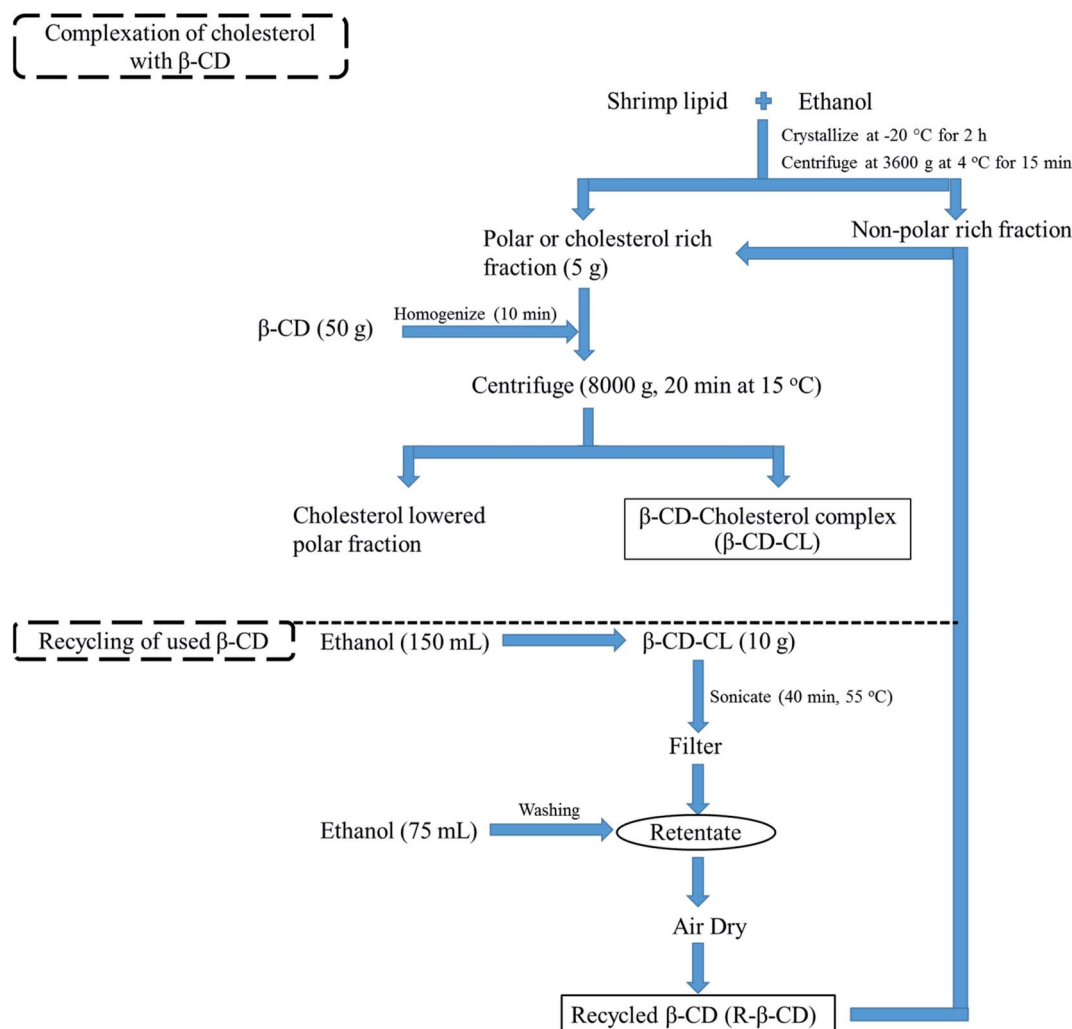 Complexation of cholesterol
with β-CD
Shrimp lipid
Ethanol
Crystallize at -20 °C for 2 h
Centrifuge at 3600 g at 4 °C for 15 min
Non-polar rich fraction
Polar or cholesterol rich
fraction (5 g)
Homogenize (10 min)
β-CD (50 g)
Centrifuge (8000 g, 20 min at 15 °C)
Cholesterol lowered
polar fraction
β-CD-Cholesterol complex
(β-CD-CL)
Recycling of used β-CD
Ethanol (150 mL)
β-CD-CL (10 g)
Sonicate (40 min, 55 °C)
Filter
Washing
Ethanol (75 mL)
Retentate
Air Dry
Recycled β-CD (R-β-CD)